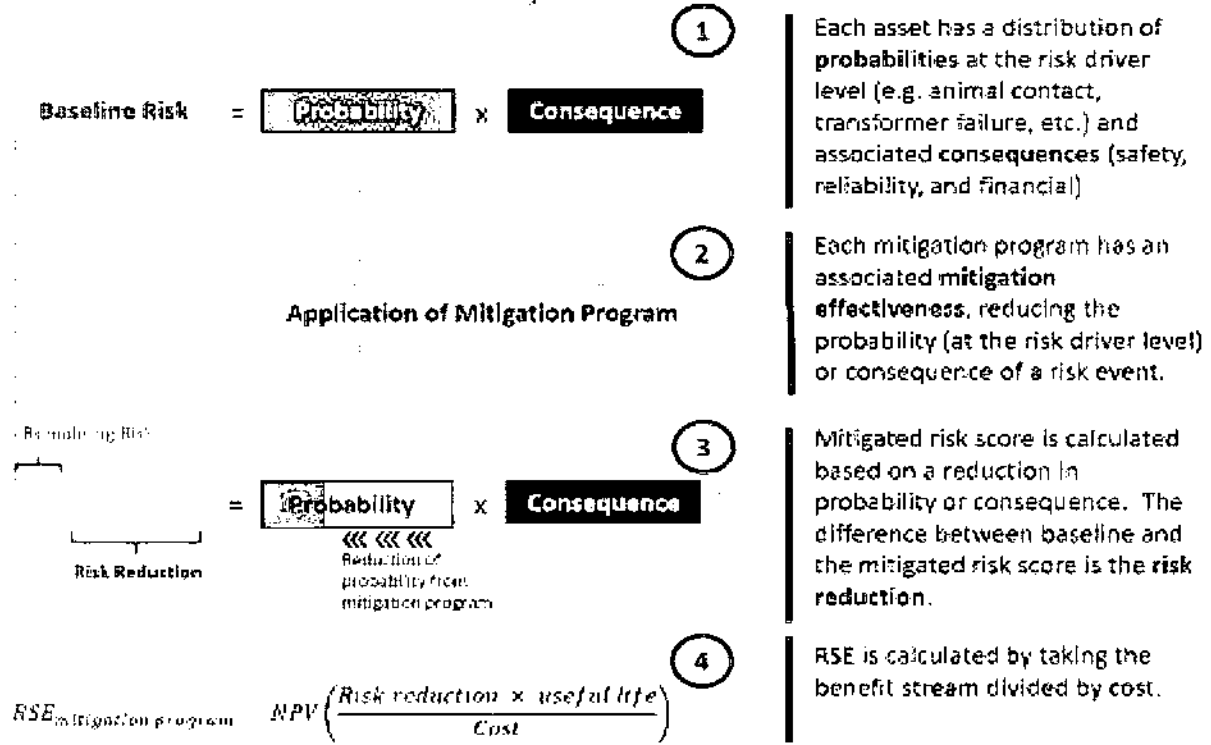 1
Each asset has a distribution of
probabilities at the risk driver
level (e.g. animal contact,
transformer failure, etc.) and
associated consequences (safety,
reliability, and financial)
Baseline Risk = Probability x Consequence
2
Each mitigation program has an
associated mitigation
effectiveness, reducing the
probability (at the risk driver level)
or consequence of a risk event.
Application of Mitigation Program
3
Mitigated risk score is calculated
based on a reduction in
probability or consequence. The
difference between baseline and
the mitigated risk score is the risk
reduction.
Remaining Risk
= Probability x Consequence
Risk Reduction
Reduction of
probability from
mitigation program
4
RSE is calculated by taking the
benefit stream divided by cost.
RSE mitigation program NPV(Risk reduction × useful life
Cost)